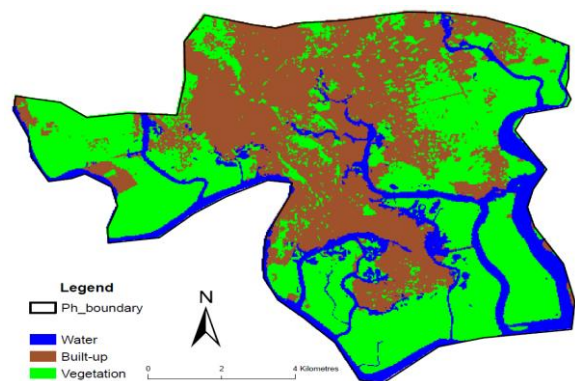 Legend
Ph_boundary
Water
Built-up
Vegetation
N
0 2 4 Kilometres